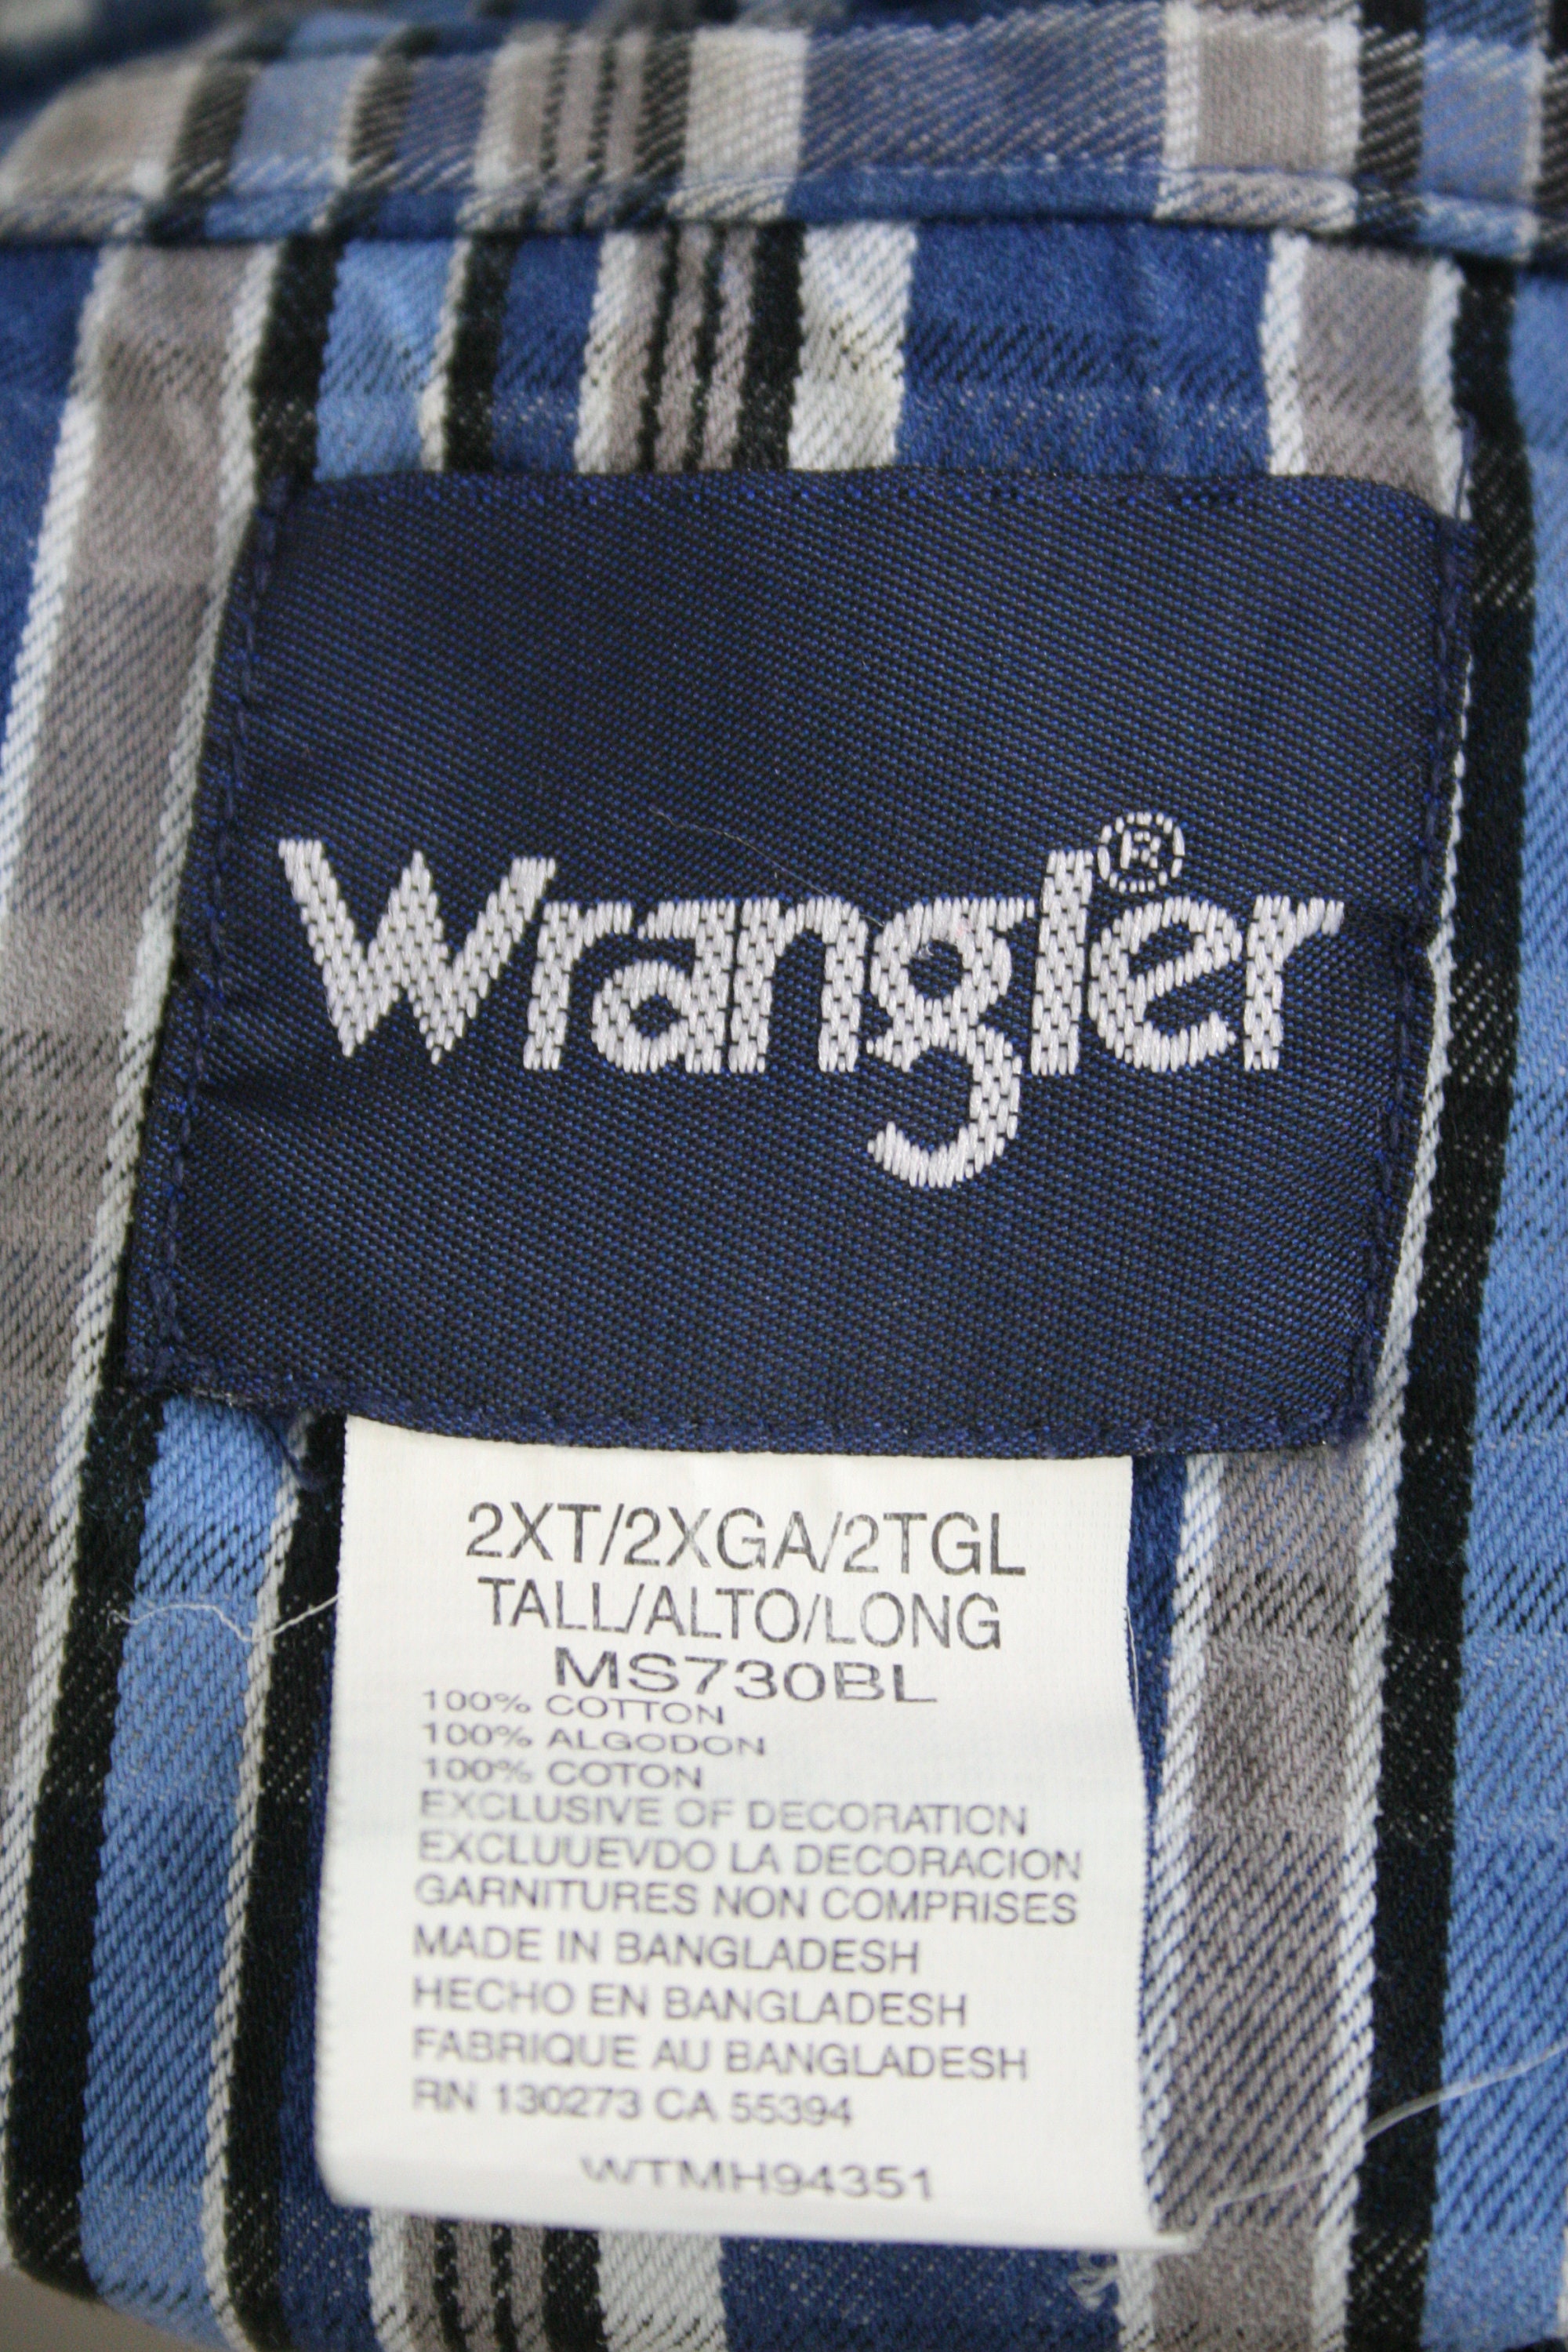 Wrangler®
2XT/2XGA/2TGL
TALL/ALTO/LONG
MS730BL
100% COTTON
100% ALGODON
100% COTON
EXCLUSIVE OF DECORATION
EXCLUUEVDO LA DECORACION
GARNITURES NON COMPRISES
MADE IN BANGLADESH
HECHO EN BANGLADESH
FABRIQUE AU BANGLADESH
RN 130273 CA 55394
WTMH94351